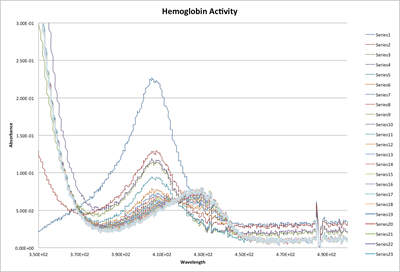 Hemoglobin Activity
3.00E-01
2.50E-01
2.00E-01
1.50E-01
1.00E-01
5.00E-02
0.00E+00
Absorbance
3.50E+02 3.70E+02 3.90E+02 4.10E+02 4.30E+02 4.50E+02 4.70E+02 4.90E+02
Wavelength
Series1
Series2
Series3
Series4
Series5
Series6
Series7
Series8
Series9
Series10
Series11
Series12
Series13
Series14
Series15
Series16
Series17
Series18
Series19
Series20
Series21
Series22
Series23